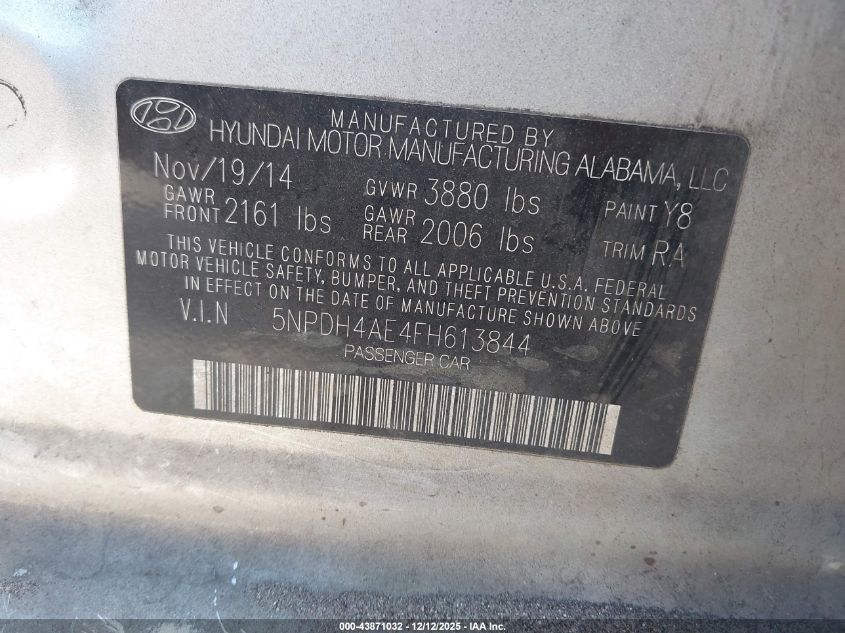 MANUFACTURED BY
HYUNDAI MOTOR MANUFACTURING ALABAMA, LLC
Nov/19/14 GVWR 3880 lbs PAINT Y8
GAWR FRONT 2161 lbs GAWR REAR 2006 lbs TRIM RA
THIS VEHICLE CONFORMS TO ALL APPLICABLE U.S.A. FEDERAL
MOTOR VEHICLE SAFETY, BUMPER, AND THEFT PREVENTION STANDARDS
IN EFFECT ON THE DATE OF MANUFACTURE SHOWN ABOVE
V.I.N 5NPDH4AE4FH613844
PASSENGER CAR
000-43871032 - 12/12/2025 - IAA, Inc.